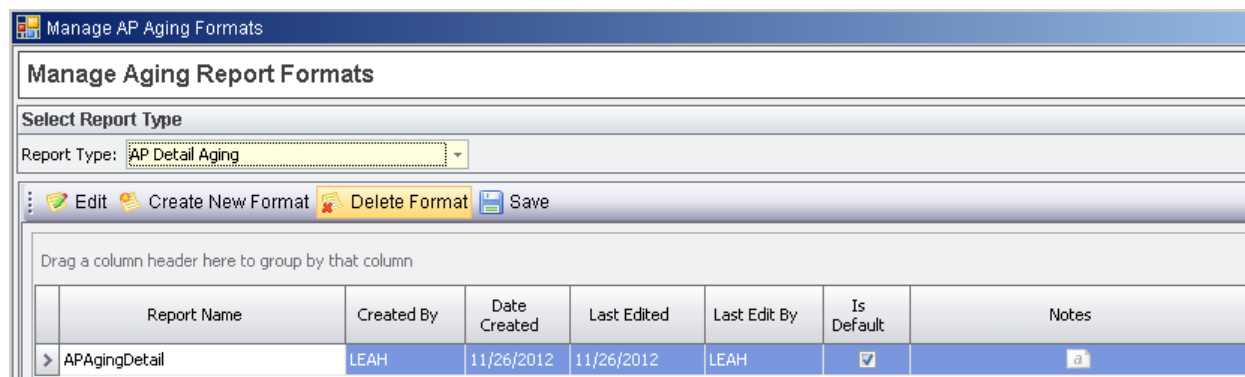 Manage AP Aging Formats
Manage Aging Report Formats
Select Report Type
Report Type: AP Detail Aging
Edit Create New Format Delete Format Save
Drag a column header here to group by that column
Report Name Created By Date Created Last Edited Last Edit By Is Default Notes
APAgingDetail LEAH 11/26/2012 11/26/2012 LEAH a